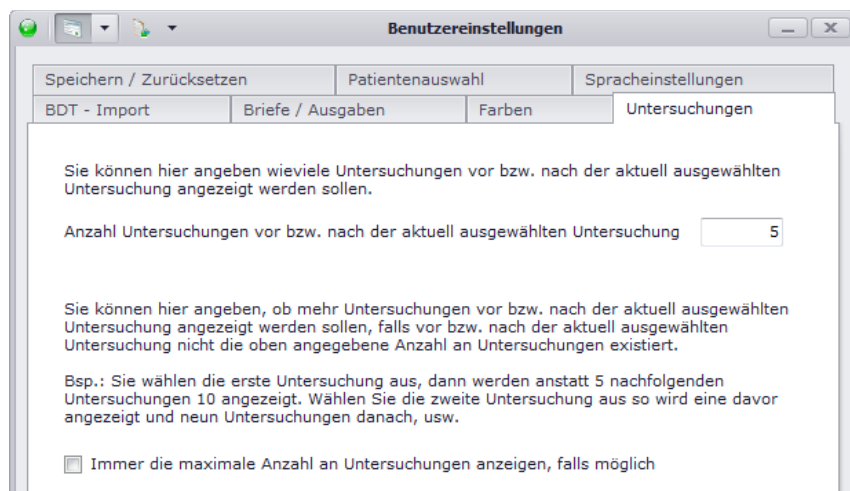 Benutzereinstellungen
Speichern / Zurücksetzen
Patientenauswahl
Spracheinstellungen
BDT - Import
Briefe / Ausgaben
Farben
Untersuchungen
Sie können hier angeben wieviele Untersuchungen vor bzw. nach der aktuell ausgewählten
Untersuchung angezeigt werden sollen.
Anzahl Untersuchungen vor bzw. nach der aktuell ausgewählten Untersuchung
5
Sie können hier angeben, ob mehr Untersuchungen vor bzw. nach der aktuell ausgewählten
Untersuchung angezeigt werden sollen, falls vor bzw. nach der aktuell ausgewählten
Untersuchung nicht die oben angegebene Anzahl an Untersuchungen existiert.
Bsp.: Sie wählen die erste Untersuchung aus, dann werden anstatt 5 nachfolgenden
Untersuchungen 10 angezeigt. Wählen Sie die zweite Untersuchung aus so wird eine davor
angezeigt und neun Untersuchungen danach, usw.
Immer die maximale Anzahl an Untersuchungen anzeigen, falls möglich